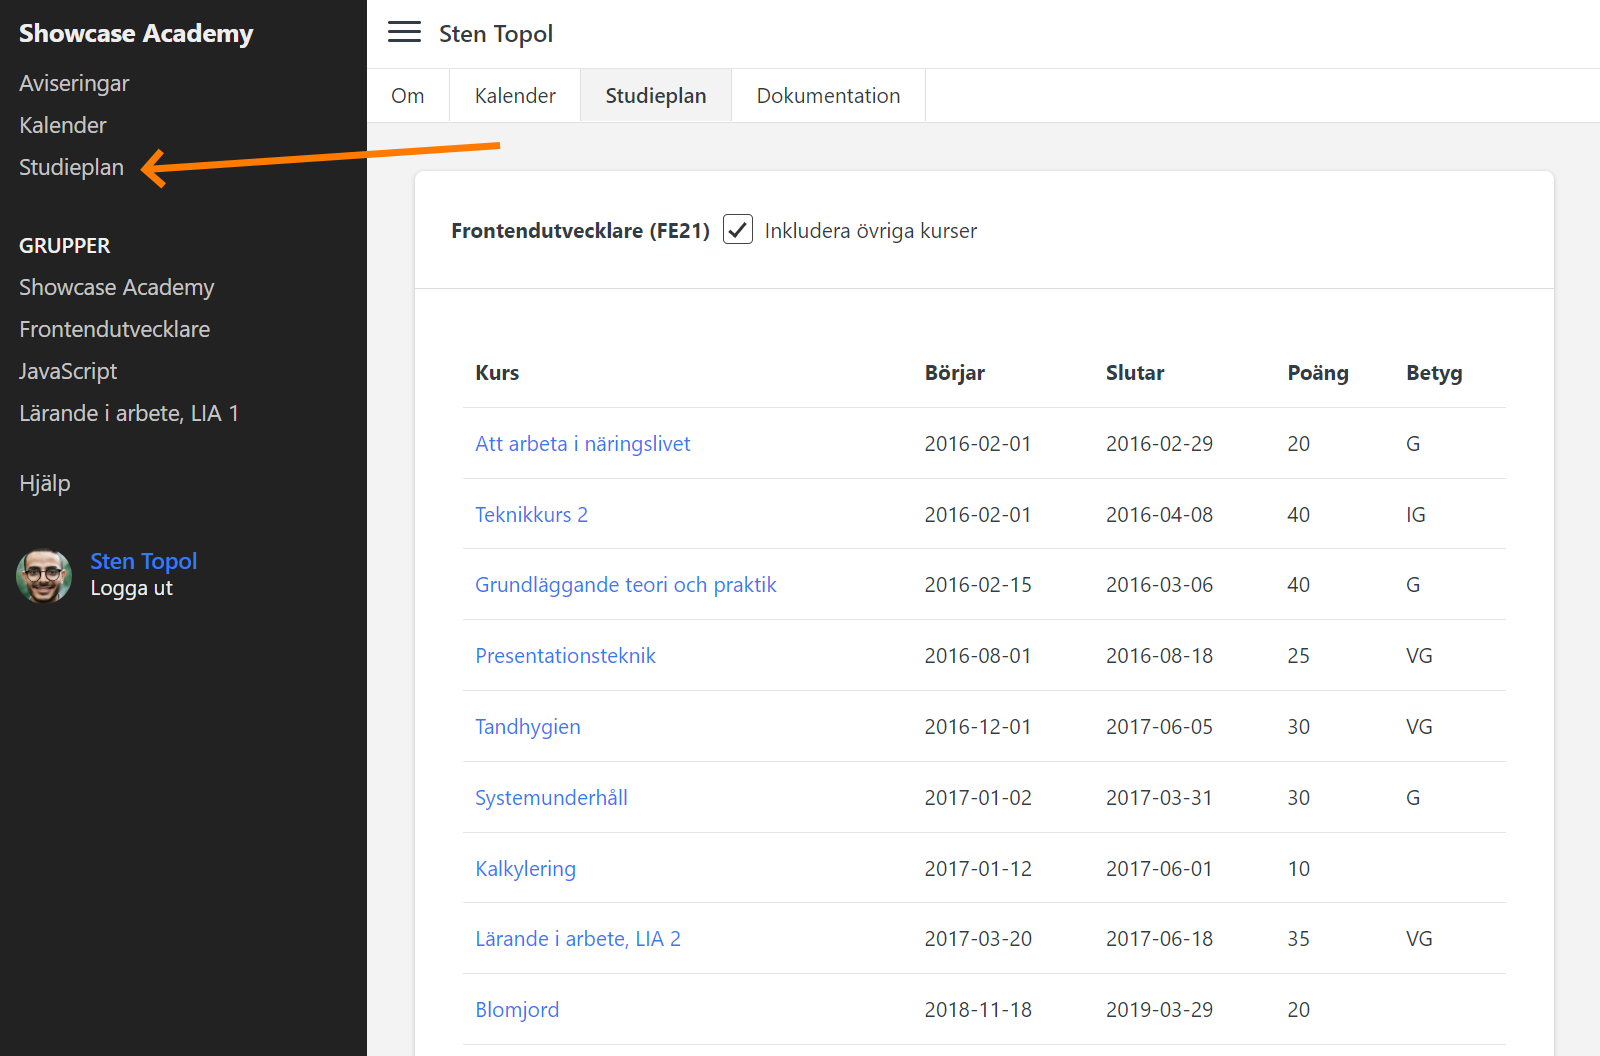 Showcase Academy
Aviseringar
Kalender
Studieplan
GRUPPER
Showcase Academy
Frontendutvecklare
JavaScript
Lärande i arbete, LIA 1
Hjälp
Sten Topol
Logga ut
Sten Topol
Om Kalender Studieplan Dokumentation
Frontendutvecklare (FE21) Inkludera övriga kurser
Kurs Börjar Slutar Poäng Betyg
Att arbeta i näringslivet 2016-02-01 2016-02-29 20 G
Teknikkurs 2 2016-02-01 2016-04-08 40 IG
Grundläggande teori och praktik 2016-02-15 2016-03-06 40 G
Presentationsteknik 2016-08-01 2016-08-18 25 VG
Tandhygien 2016-12-01 2017-06-05 30 VG
Systemunderhåll 2017-01-02 2017-03-31 30 G
Kalkylering 2017-01-12 2017-06-01 10
Lärande i arbete, LIA 2 2017-03-20 2017-06-18 35 VG
Blomjord 2018-11-18 2019-03-29 20